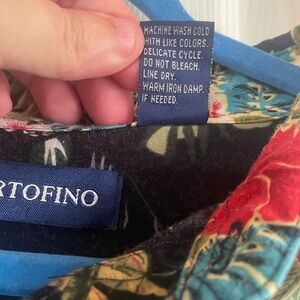 MACHINE WASH COLD
WITH LIKE COLORS.
DELICATE CYCLE.
DO NOT BLEACH.
LINE DRY.
WARM IRON DAMP.
IF NEEDED.
RTOFINO